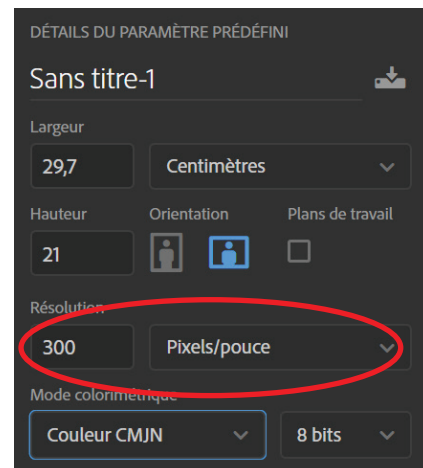 DÉTAILS DU PARAMÈTRE PRÉDÉFINI
Sans titre-1
Largeur
29,7 Centimètres
Hauteur Orientation Plans de travail
21
Résolution
300 Pixels/pouce
Mode colorimétrique
Couleur CMJN 8 bits